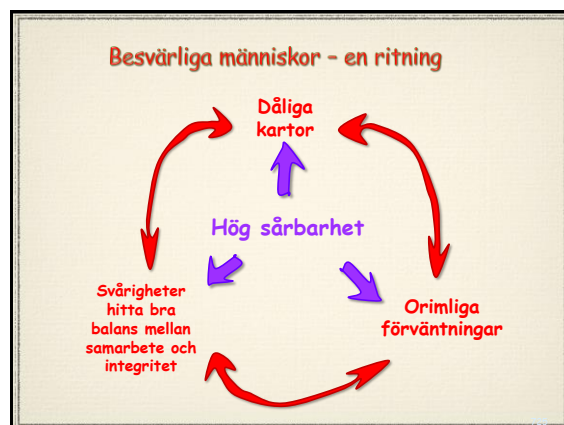 Besvärliga människor – en ritning
Dåliga
kartor
Hög sårbarhet
Svårigheter
hitta bra
balans mellan
samarbete och
integritet
Orimliga
förväntningar